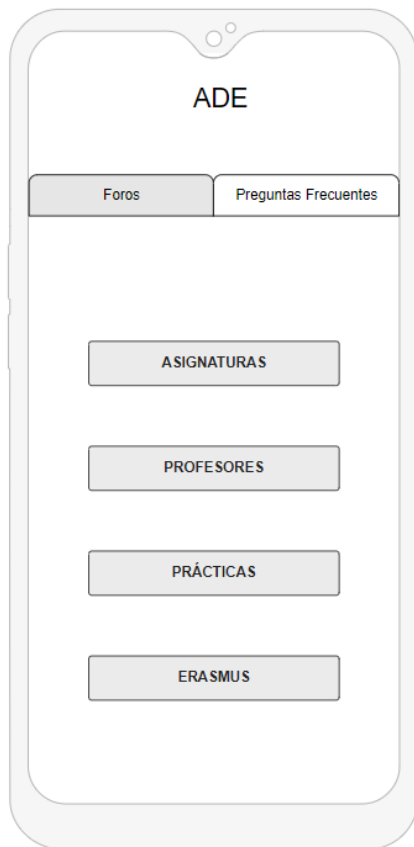 ADE
Foros
Preguntas Frecuentes
ASIGNATURAS
PROFESORES
PRÁCTICAS
ERASMUS